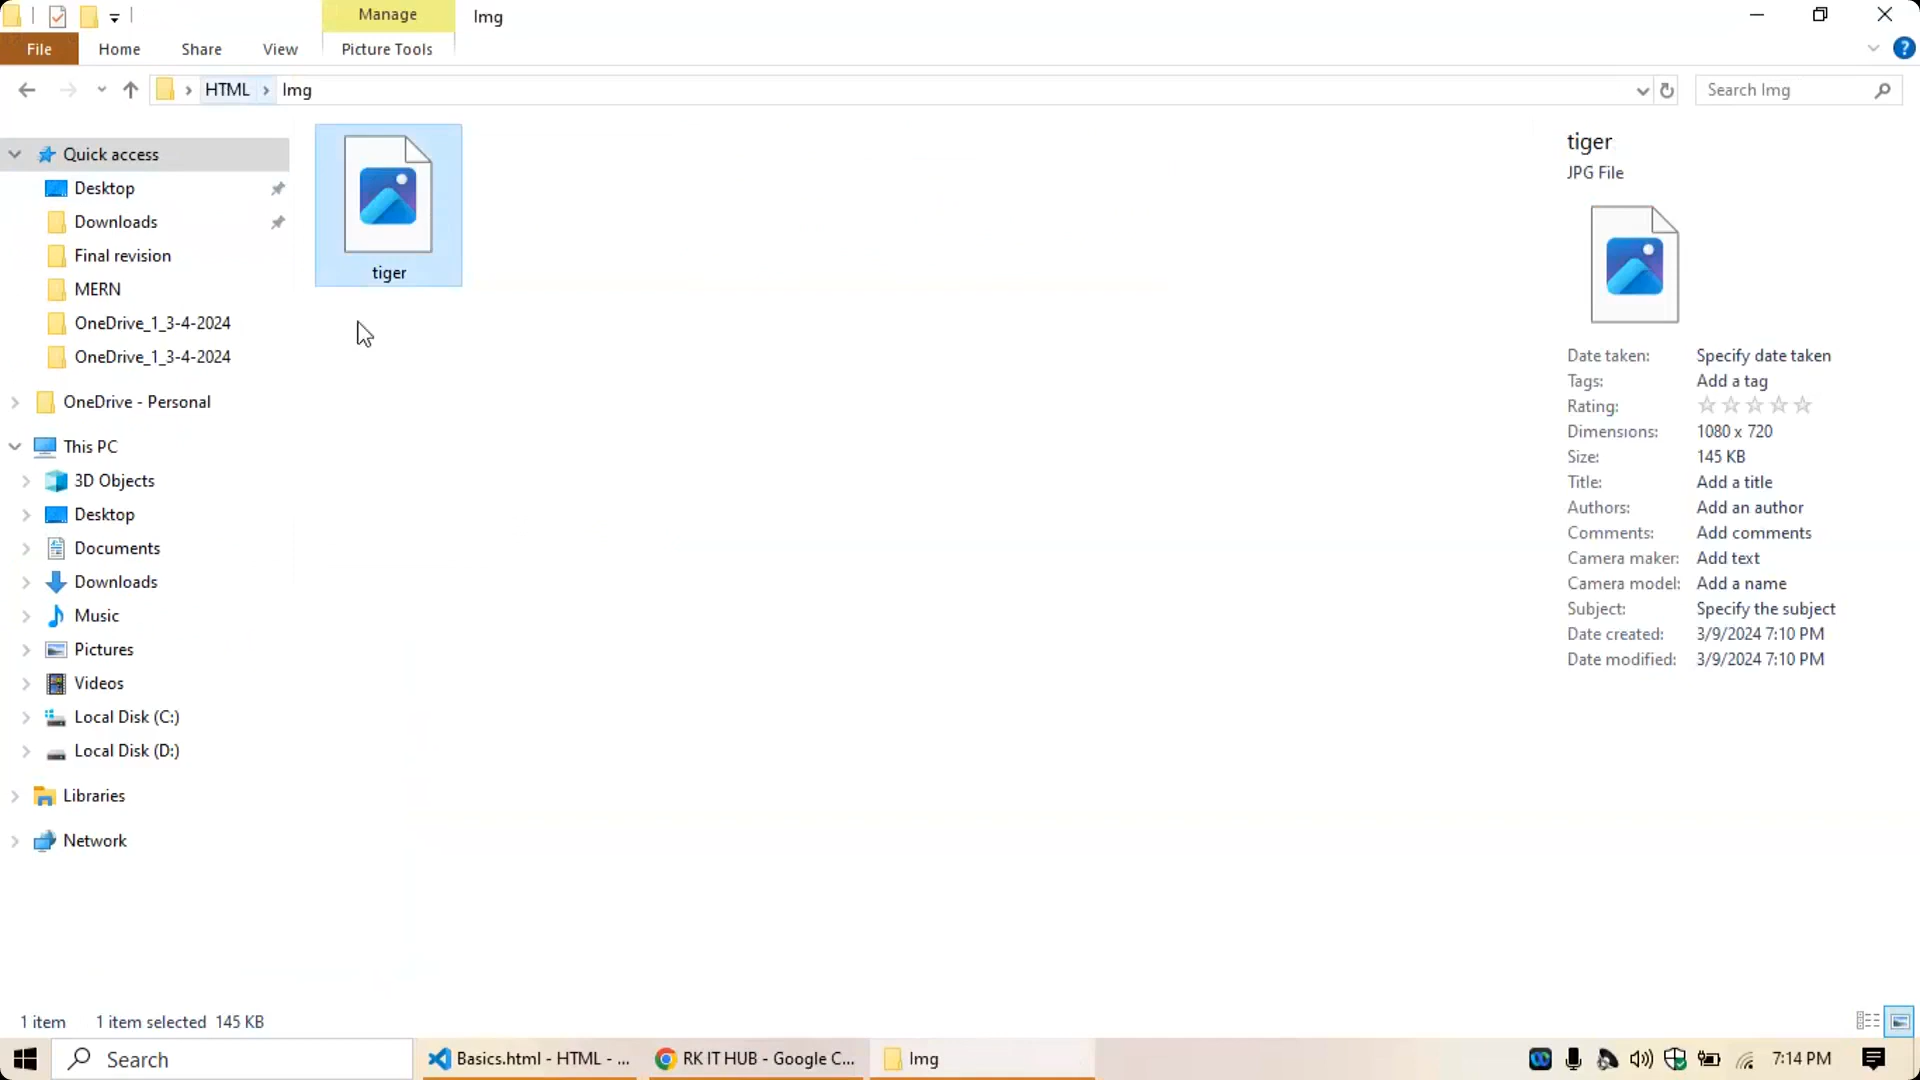 Manage
Img
File
Home
Share
View
Picture Tools
HTML
Img
Search Img
Quick access
Desktop
Downloads
Final revision
MERN
OneDrive_1_3-4-2024
OneDrive_1_3-4-2024
OneDrive - Personal
This PC
3D Objects
Desktop
Documents
Downloads
Music
Pictures
Videos
Local Disk (C:)
Local Disk (D:)
Libraries
Network
tiger
tiger
JPG File
Date taken: Specify date taken
Tags: Add a tag
Rating:
Dimensions: 1080 x 720
Size: 145 KB
Title: Add a title
Authors: Add an author
Comments: Add comments
Camera maker: Add text
Camera model: Add a name
Subject: Specify the subject
Date created: 3/9/2024 7:10 PM
Date modified: 3/9/2024 7:10 PM
1 item 1 item selected 145 KB
Search
Basics.html - HTML - ...
RK IT HUB - Google C...
Img
7:14 PM